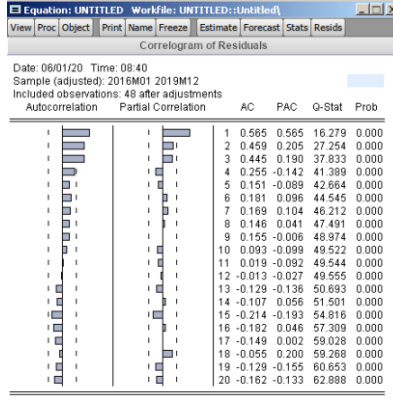 Equation: UNTITLED Workfile: UNTITLED::Untitled\
View Proc Object Print Name Freeze Estimate Forecast Stats Resids
Correlogram of Residuals
Date: 06/01/20 Time: 08:40
Sample (adjusted): 2016M01 2019M12
Included observations: 48 after adjustments
Autocorrelation Partial Correlation AC PAC Q-Stat Prob
1 0.565 0.565 16.279 0.000
2 0.459 0.205 27.254 0.000
3 0.445 0.190 37.833 0.000
4 0.255 -0.142 41.389 0.000
5 0.151 -0.089 42.664 0.000
6 0.181 0.096 44.545 0.000
7 0.169 0.104 46.212 0.000
8 0.146 0.041 47.491 0.000
9 0.155 -0.006 48.974 0.000
10 0.093 -0.099 49.522 0.000
11 0.019 -0.092 49.544 0.000
12 -0.013 -0.027 49.555 0.000
13 -0.129 -0.136 50.693 0.000
14 -0.107 0.056 51.501 0.000
15 -0.214 -0.193 54.816 0.000
16 -0.182 0.046 57.309 0.000
17 -0.149 0.002 59.028 0.000
18 -0.055 0.200 59.268 0.000
19 -0.129 -0.155 60.653 0.000
20 -0.162 -0.133 62.888 0.000